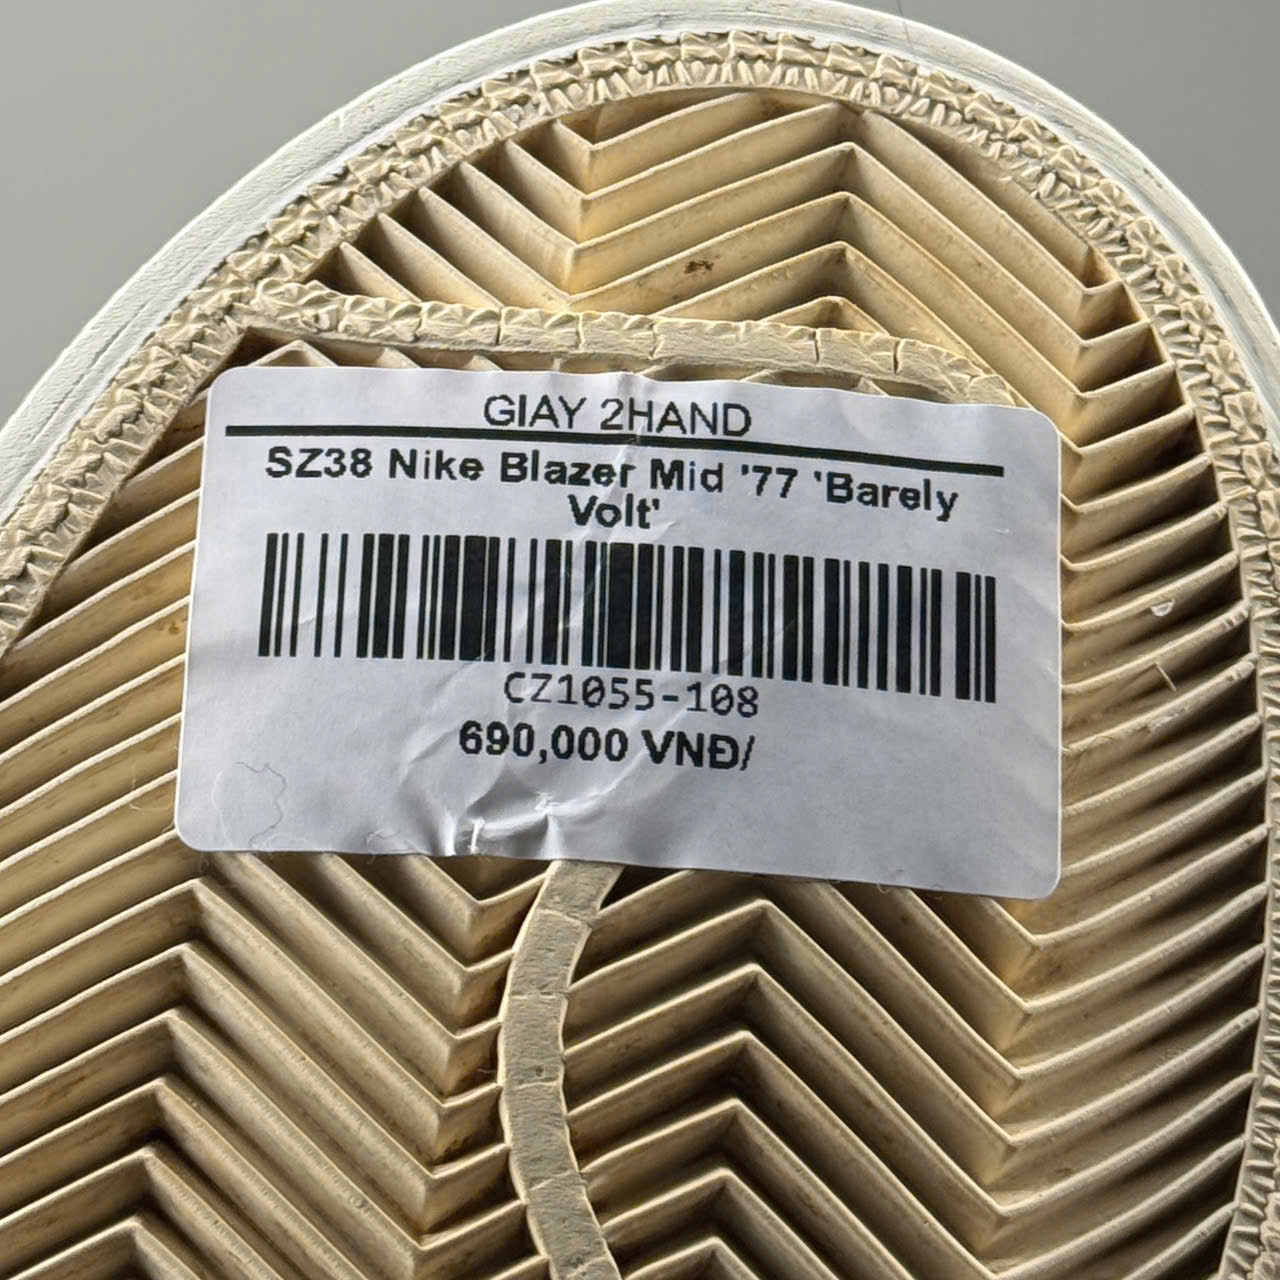 GIAY 2HAND
SZ38 Nike Blazer Mid '77 'Barely
Volt'
CZ1055-108
690,000 VNĐ/